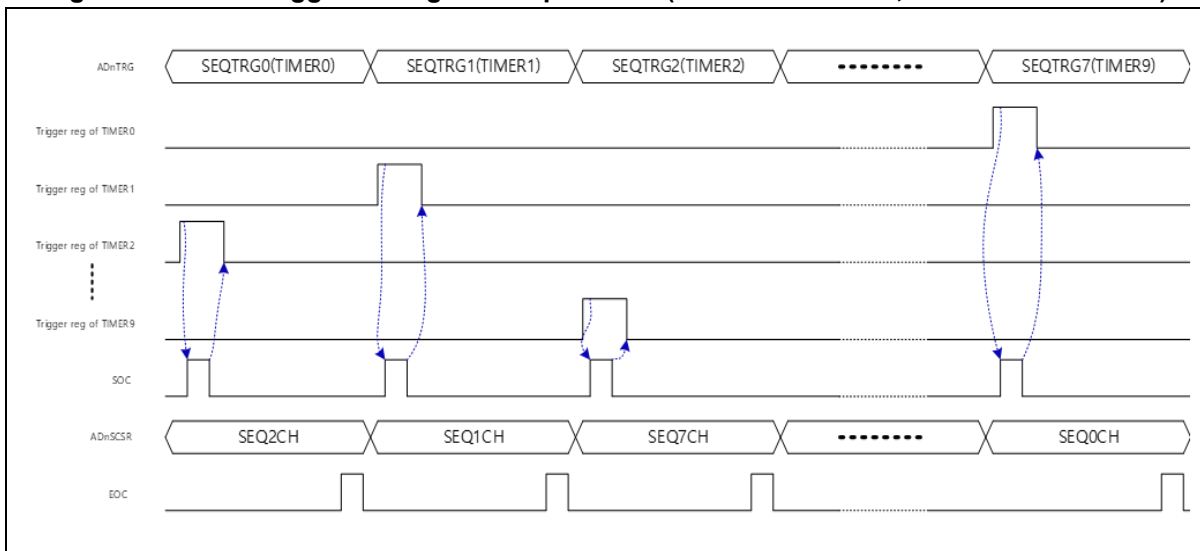 ADnTRG SEQTRG0(TIMER0) SEQTRG1(TIMER1) SEQTRG2(TIMER2) SEQTRG7(TIMER9)
Trigger reg of TIMER0
Trigger reg of TIMER1
Trigger reg of TIMER2
Trigger reg of TIMER9
SOC
ADnSCSR SEQ2CH SEQ1CH SEQ7CH SEQ0CH
EOC